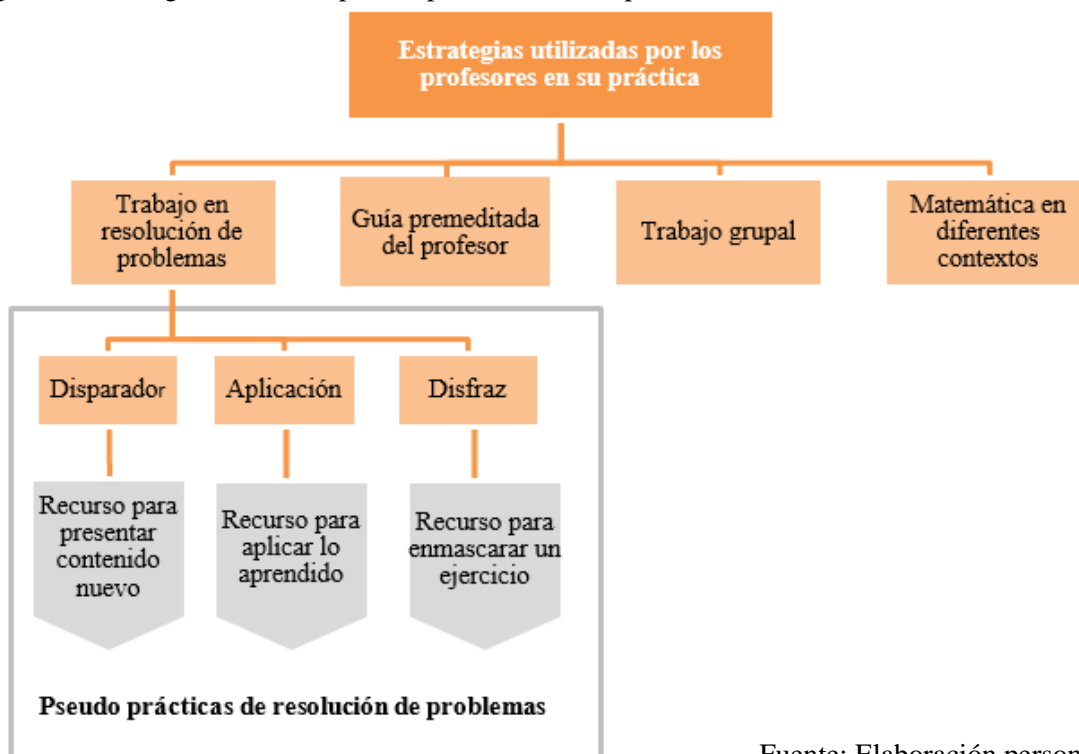 Estrategias utilizadas por los
profesores en su práctica
Trabajo en
resolución de
problemas
Guía premeditada
del profesor
Trabajo grupal
Matemática en
diferentes
contextos
Disparador
Aplicación
Disfraz
Recurso para
presentar
contenido
nuevo
Recurso para
aplicar lo
aprendido
Recurso para
enmascarar un
ejercicio
Pseudo prácticas de resolución de problemas
Fuente: Elaboración